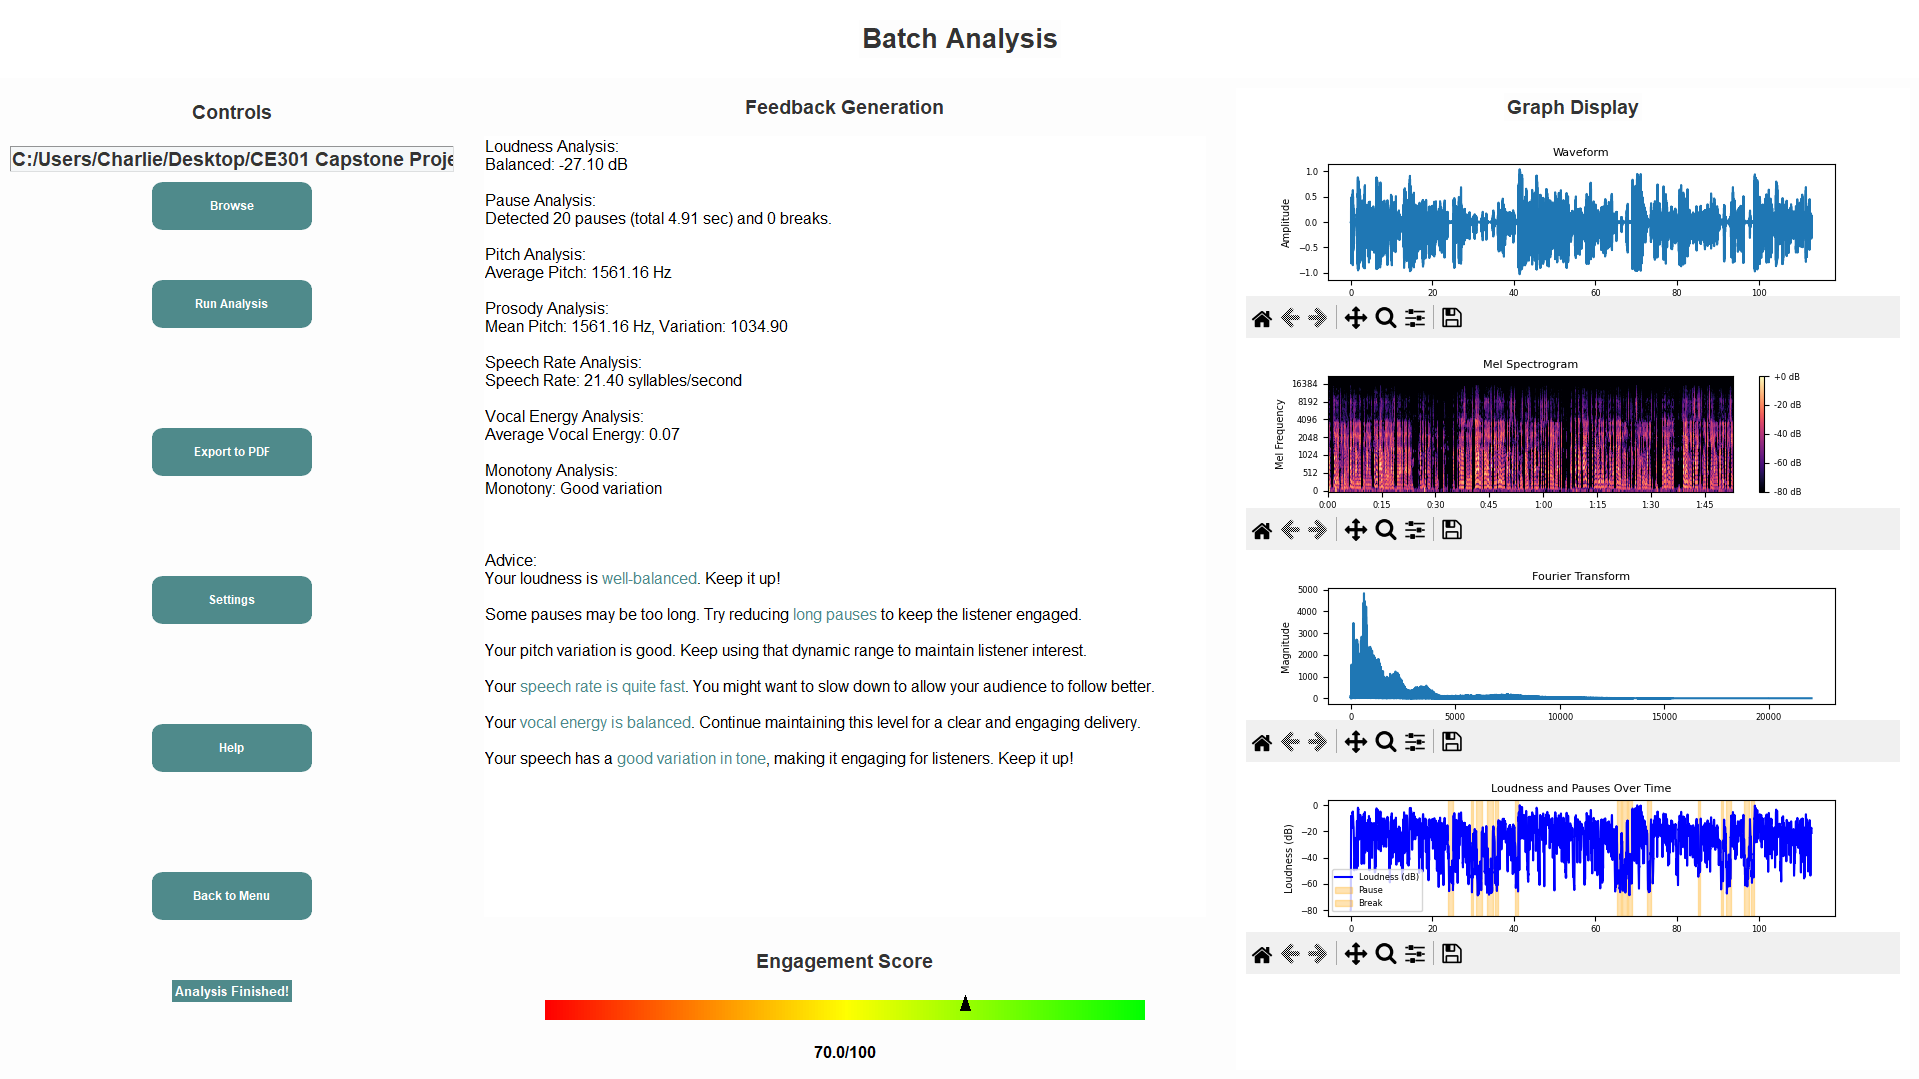 Batch Analysis
Controls
C:/Users/Charlie/Desktop/CE301 Capstone Proje
Browse
Run Analysis
Export to PDF
Settings
Help
Back to Menu
Analysis Finished!
Feedback Generation
Loudness Analysis:
Balanced: -27.10 dB
Pause Analysis:
Detected 20 pauses (total 4.91 sec) and 0 breaks.
Pitch Analysis:
Average Pitch: 1561.16 Hz
Prosody Analysis:
Mean Pitch: 1561.16 Hz, Variation: 1034.90
Speech Rate Analysis:
Speech Rate: 21.40 syllables/second
Vocal Energy Analysis:
Average Vocal Energy: 0.07
Monotony Analysis:
Monotony: Good variation
Advice:
Your loudness is well-balanced. Keep it up!
Some pauses may be too long. Try reducing long pauses to keep the listener engaged.
Your pitch variation is good. Keep using that dynamic range to maintain listener interest.
Your speech rate is quite fast. You might want to slow down to allow your audience to follow better.
Your vocal energy is balanced. Continue maintaining this level for a clear and engaging delivery.
Your speech has a good variation in tone, making it engaging for listeners. Keep it up!
Engagement Score
70.0/100
Graph Display
Waveform
Amplitude
1.0
0.5
0.0
−0.5
−1.0
0 20 40 60 80 100
Mel Spectrogram
Mel Frequency
16384
8192
4096
2048
1024
512
0
0:00 0:15 0:30 0:45 1:00 1:15 1:30 1:45
+0 dB
-20 dB
-40 dB
-60 dB
-80 dB
Fourier Transform
Magnitude
5000
4000
3000
2000
1000
0
0 5000 10000 15000 20000
Loudness and Pauses Over Time
Loudness (dB)
0
−20
−40
−60
−80
Loudness (dB)
Pause
Break
0 20 40 60 80 100